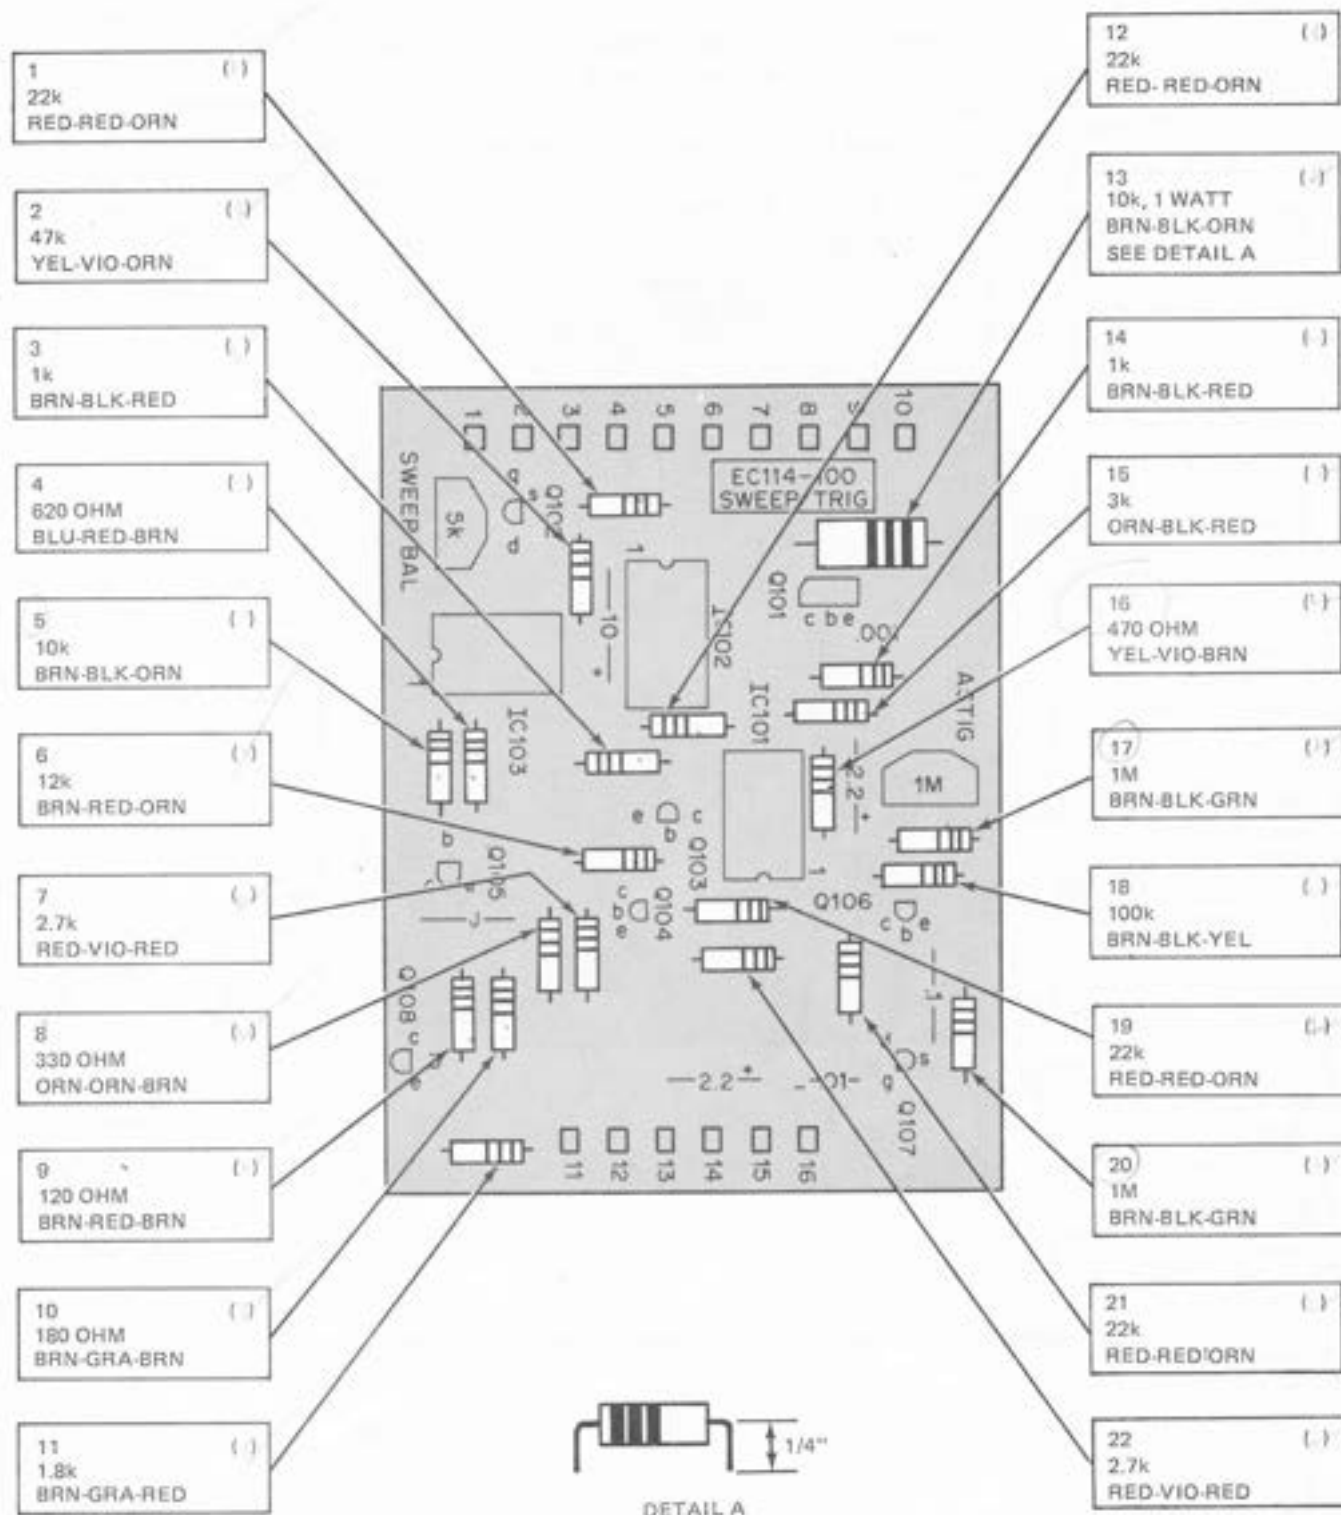 1 ( )
22k
RED-RED-ORN
2 ( )
47k
YEL-VIO-ORN
3 ( )
1k
BRN-BLK-RED
4 ( )
620 OHM
BLU-RED-BRN
5 ( )
10k
BRN-BLK-ORN
6 ( )
12k
BRN-RED-ORN
7 ( )
2.7k
RED-VIO-RED
8 ( )
330 OHM
ORN-ORN-BRN
9 ( )
120 OHM
BRN-RED-BRN
10 ( )
180 OHM
BRN-GRA-BRN
11 ( )
1.8k
BRN-GRA-RED
1 2 3 4 5 6 7 8 9 10
SWEEP BAL
5k
g s d
Q102
EC114-100
SWEEP TRIG
1
10
+
IC102
Q101
c b e
.001
IC103
1
IC101
ASTIG
1M
2.2
+
e b c
Q103
1
b
Q105
c b e
Q104
Q106
c b e
Q108
c
e
2.2
+
.01
.1
s
g
Q107
11 12 13 14 15 16
12 ( )
22k
RED- RED-ORN
13 ( )
10k, 1 WATT
BRN-BLK-ORN
SEE DETAIL A
14 ( )
1k
BRN-BLK-RED
15 ( )
3k
ORN-BLK-RED
16 ( )
470 OHM
YEL-VIO-BRN
17 ( )
1M
BRN-BLK-GRN
18 ( )
100k
BRN-BLK-YEL
19 ( )
22k
RED-RED-ORN
20 ( )
1M
BRN-BLK-GRN
21 ( )
22k
RED-RED-ORN
22 ( )
2.7k
RED-VIO-RED
1/4"
DETAIL A